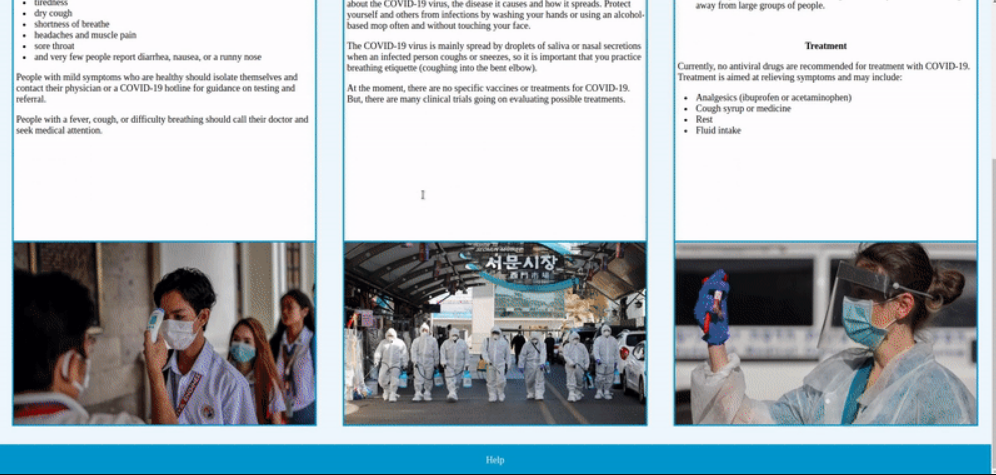 tiredness
dry cough
shortness of breathe
headaches and muscle pain
sore throat
and very few people report diarrhea, nausea, or a runny nose
People with mild symptoms who are healthy should isolate themselves and
contact their physician or a COVID-19 hotline for guidance on testing and
referral.
People with a fever, cough, or difficulty breathing should call their doctor and
seek medical attention.
about the COVID-19 virus, the disease it causes and how it spreads. Protect
yourself and others from infections by washing your hands or using an alcohol-
based mop often and without touching your face.
The COVID-19 virus is mainly spread by droplets of saliva or nasal secretions
when an infected person coughs or sneezes, so it is important that you practice
breathing etiquette (coughing into the bent elbow).
At the moment, there are no specific vaccines or treatments for COVID-19.
But, there are many clinical trials going on evaluating possible treatments.
away from large groups of people.
Treatment
Currently, no antiviral drugs are recommended for treatment with COVID-19.
Treatment is aimed at relieving symptoms and may include:
Analgesics (ibuprofen or acetaminophen)
Cough syrup or medicine
Rest
Fluid intake
서문시장
西門市場
Help